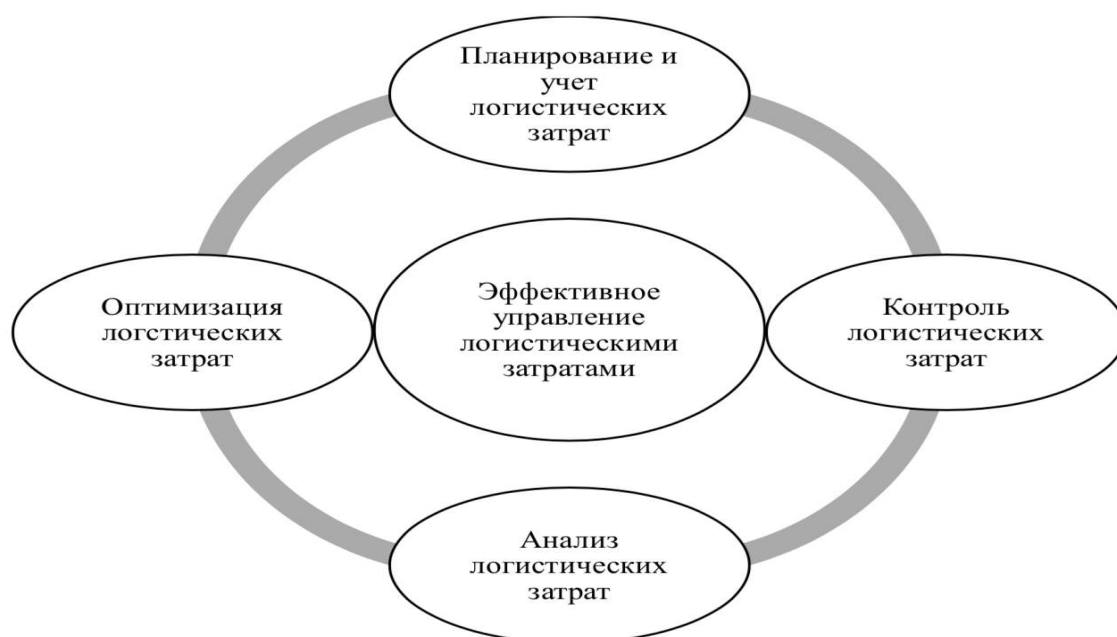 Планирование и
учет
логистических
затрат
Оптимизация
логстических
затрат
Эффективное
управление
логистическими
затратами
Контроль
логистических
затрат
Анализ
логистических
затрат